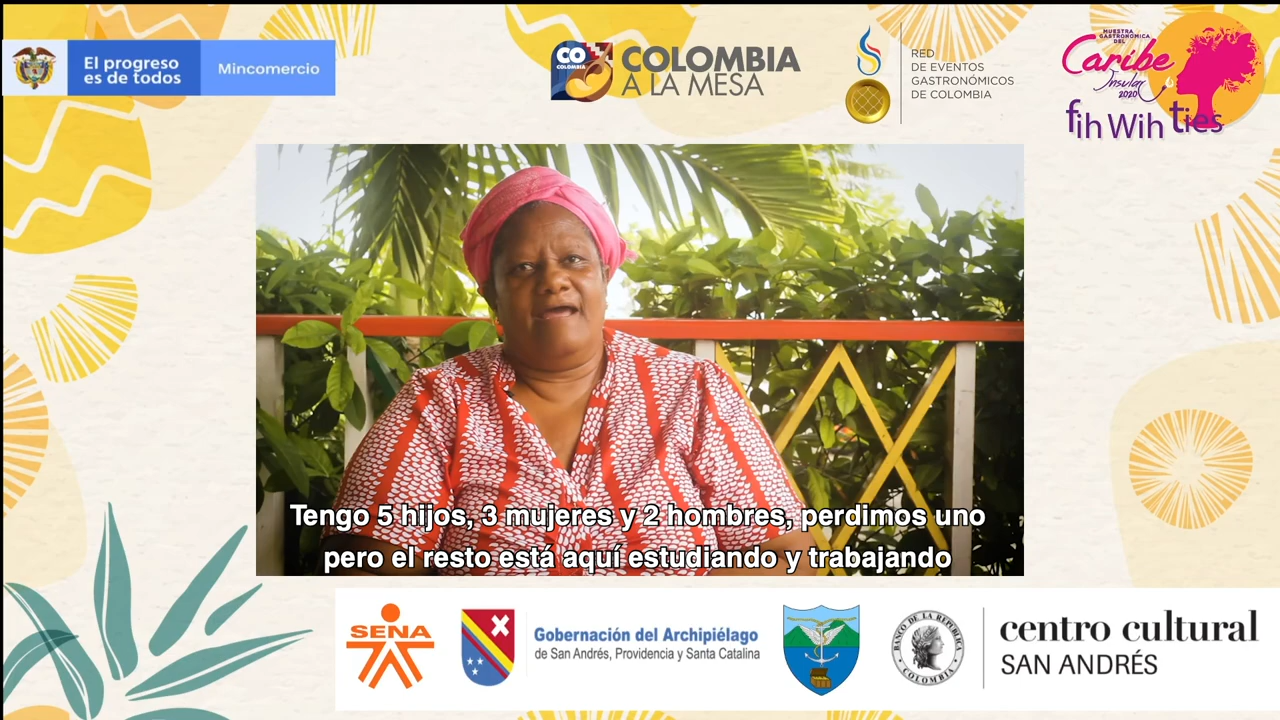 El progreso
es de todos
Mincomercio
CO
COLOMBIA
COLOMBIA
A LA MESA
RED
DE EVENTOS
GASTRONÓMICOS
DE COLOMBIA
MUESTRA
GASTRONÓMICA
DEL
Caribe
Insular
2020
fih Wih ties
Tengo 5 hijos, 3 mujeres y 2 hombres, perdimos uno
pero el resto está aquí estudiando y trabajando
SENA
Gobernación del Archipiélago
de San Andrés, Providencia y Santa Catalina
BANCO DE LA REPÚBLICA
COLOMBIA
centro cultural
SAN ANDRÉS